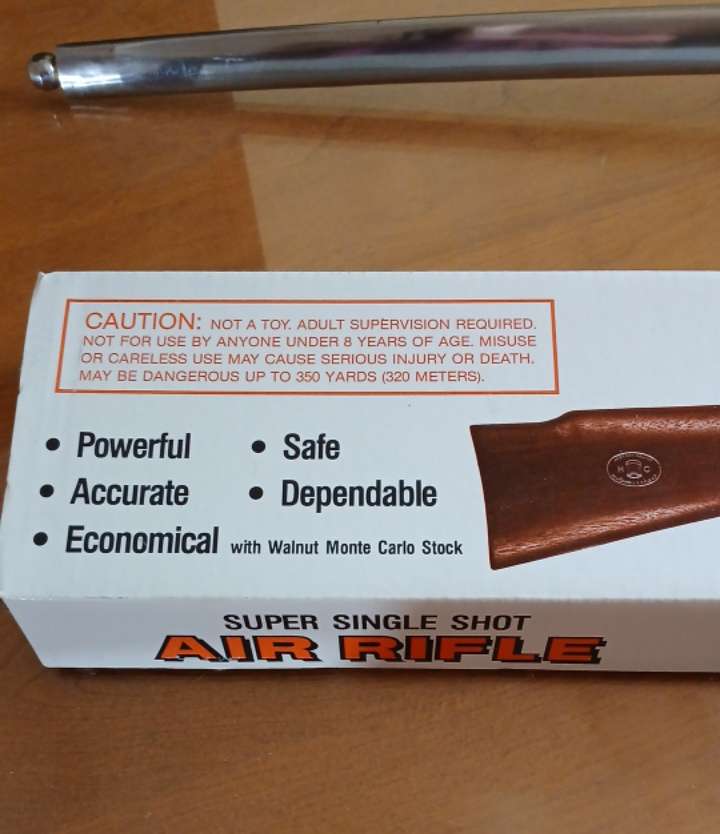 CAUTION: NOT A TOY. ADULT SUPERVISION REQUIRED.
NOT FOR USE BY ANYONE UNDER 8 YEARS OF AGE. MISUSE
OR CARELESS USE MAY CAUSE SERIOUS INJURY OR DEATH.
MAY BE DANGEROUS UP TO 350 YARDS (320 METERS).
• Powerful • Safe
• Accurate • Dependable
• Economical with Walnut Monte Carlo Stock
H C
SUPER SINGLE SHOT
AIR RIFLE